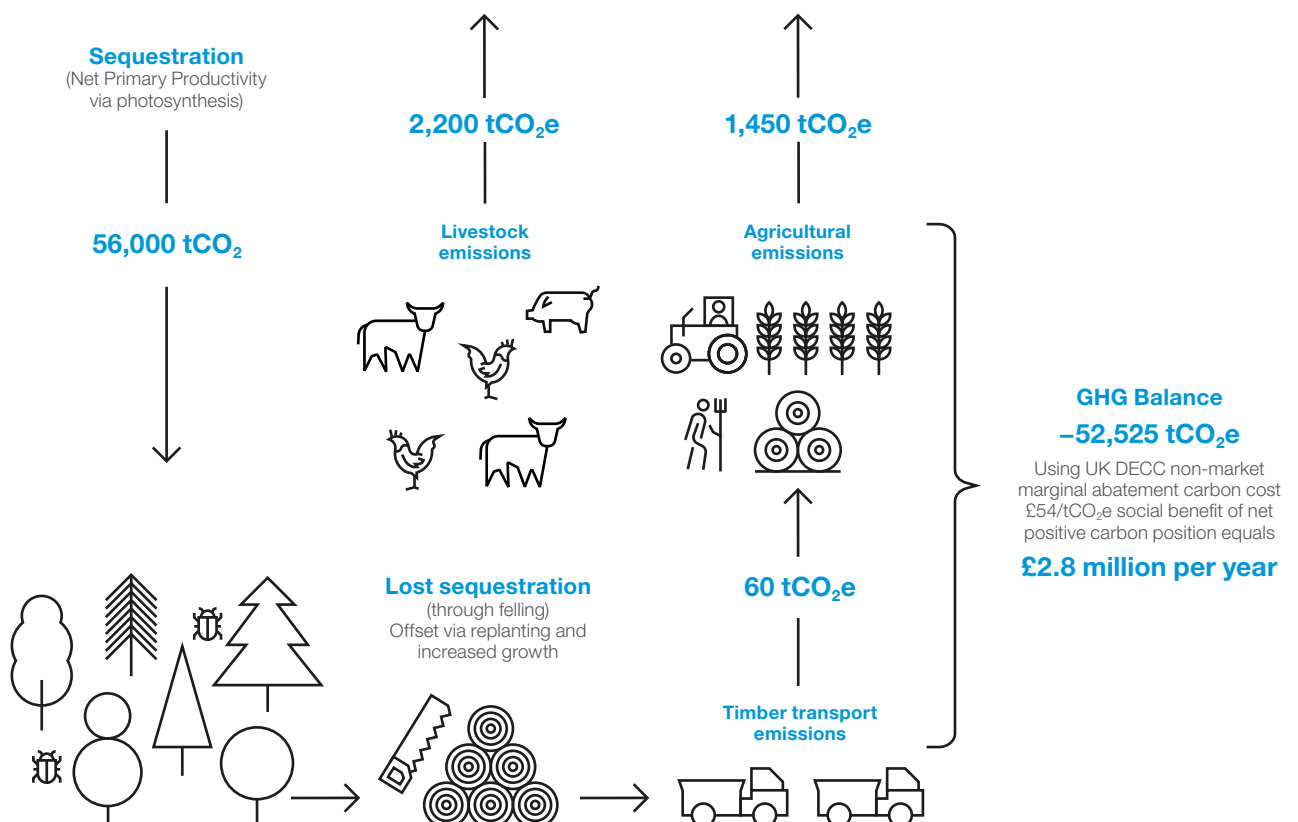 Sequestration
(Net Primary Productivity
via photosynthesis)
56,000 tCO₂
2,200 tCO₂e
Livestock
emissions
1,450 tCO₂e
Agricultural
emissions
Lost sequestration
(through felling)
Offset via replanting and
increased growth
60 tCO₂e
Timber transport
emissions
GHG Balance
–52,525 tCO₂e
Using UK DECC non-market
marginal abatement carbon cost
£54/tCO₂e social benefit of net
positive carbon position equals
£2.8 million per year